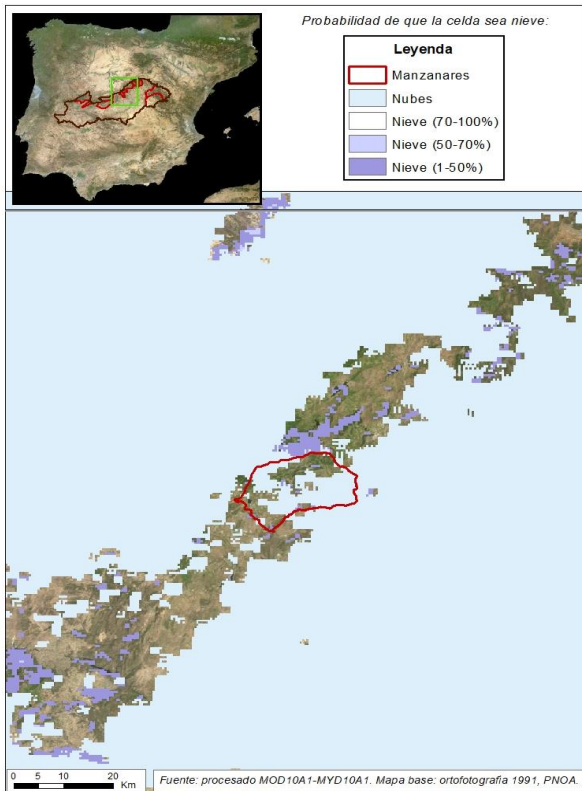 Probabilidad de que la celda sea nieve:
Leyenda
Manzanares
Nubes
Nieve (70-100%)
Nieve (50-70%)
Nieve (1-50%)
0 5 10 20
Km
Fuente: procesado MOD10A1-MYD10A1. Mapa base: ortofotografia 1991, PNOA.